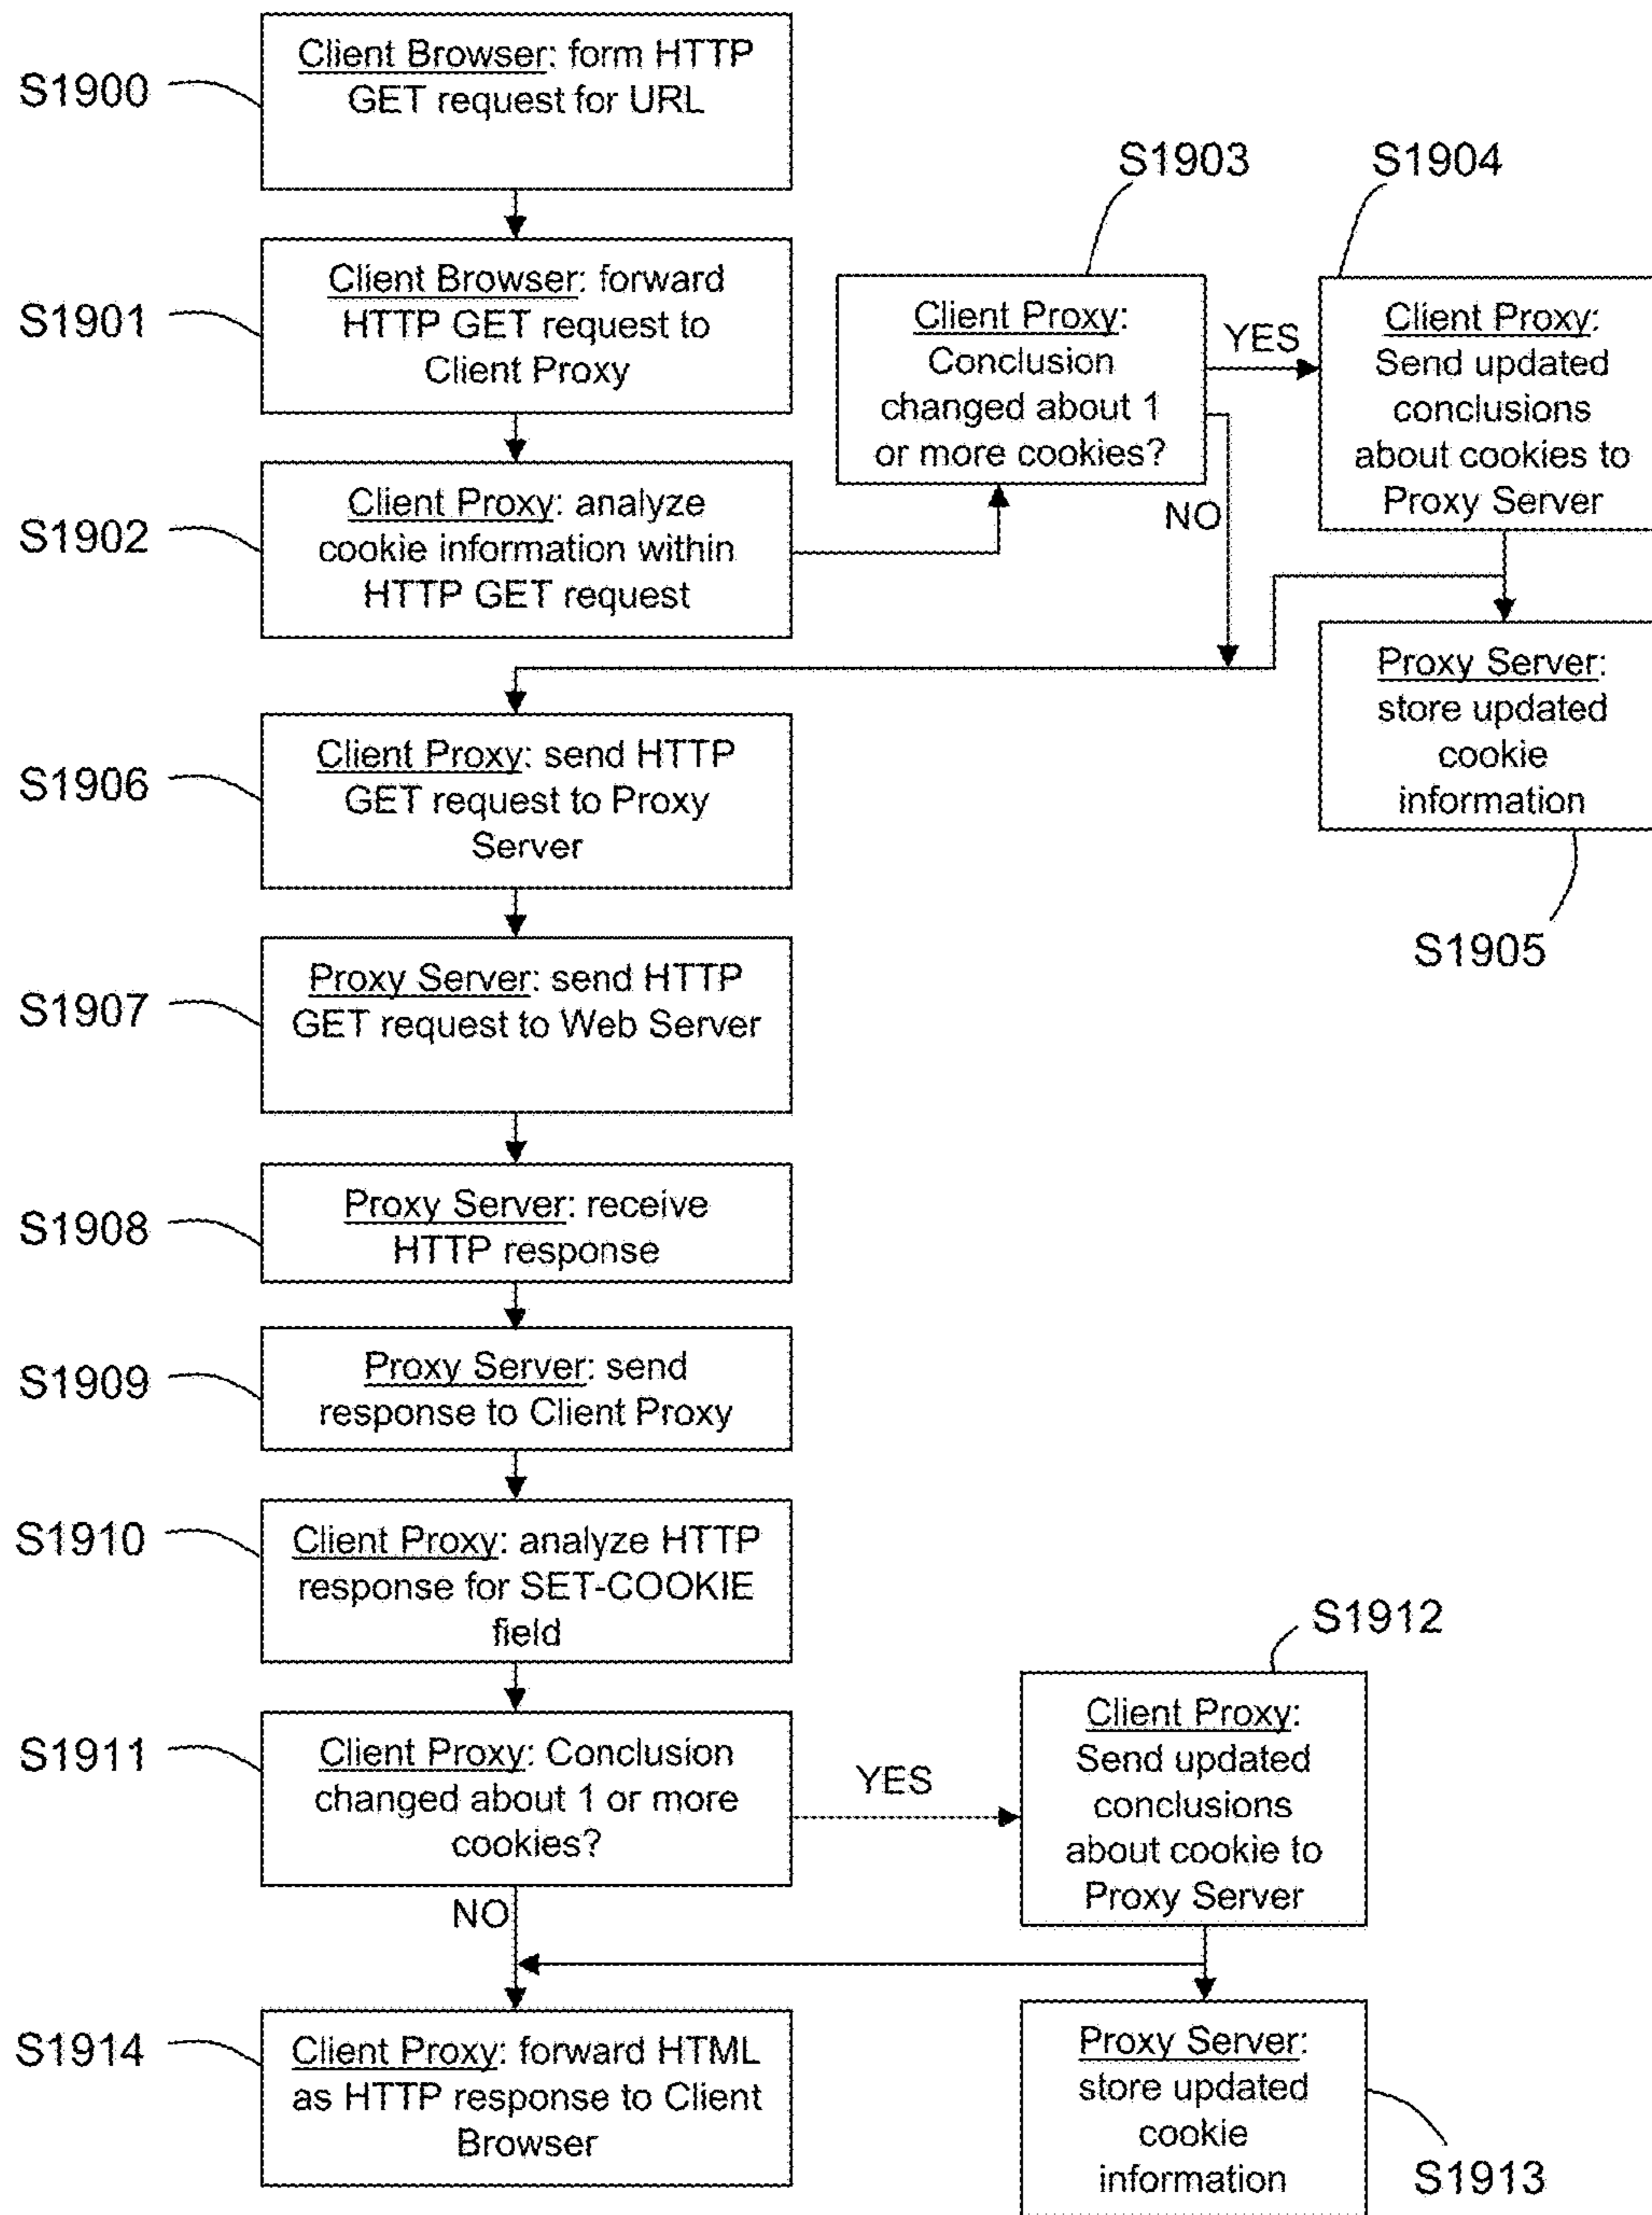 S1900
Client Browser: form HTTP
GET request for URL
S1901
Client Browser: forward
HTTP GET request to
Client Proxy
S1902
Client Proxy: analyze
cookie information within
HTTP GET request
S1903
Client Proxy:
Conclusion
changed about 1
or more cookies?
YES
NO
S1904
Client Proxy:
Send updated
conclusions
about cookies to
Proxy Server
Proxy Server:
store updated
cookie
information
S1905
S1906
Client Proxy: send HTTP
GET request to Proxy
Server
S1907
Proxy Server: send HTTP
GET request to Web Server
S1908
Proxy Server: receive
HTTP response
S1909
Proxy Server: send
response to Client Proxy
S1910
Client Proxy: analyze HTTP
response for SET-COOKIE
field
S1911
Client Proxy: Conclusion
changed about 1 or more
cookies?
YES
NO
S1912
Client Proxy:
Send updated
conclusions
about cookie to
Proxy Server
S1914
Client Proxy: forward HTML
as HTTP response to Client
Browser
Proxy Server:
store updated
cookie
information
S1913